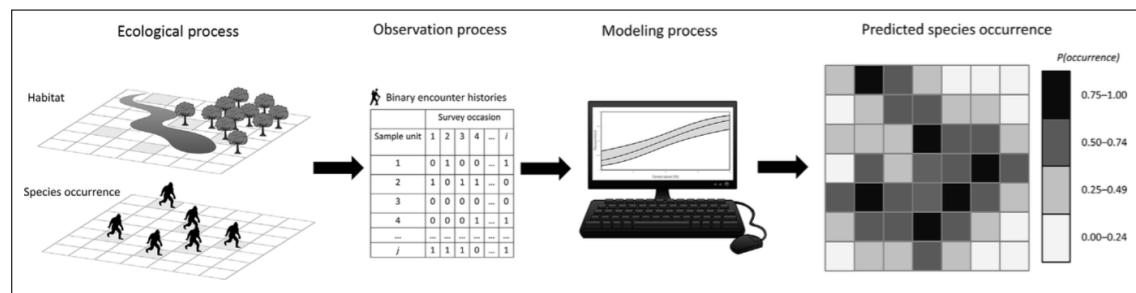 Ecological process
Observation process
Modeling process
Predicted species occurrence
Habitat
Species occurrence
Binary encounter histories
Survey occasion
Sample unit 1 2 3 4 ... i
1 0 1 0 0 ... 1
2 1 0 1 1 ... 0
3 0 0 0 0 ... 0
4 0 0 0 1 ... 1
... ... ... ... ... ... ...
j 1 1 1 0 ... 1
P(occurrence)
0.75–1.00
0.50–0.74
0.25–0.49
0.00–0.24